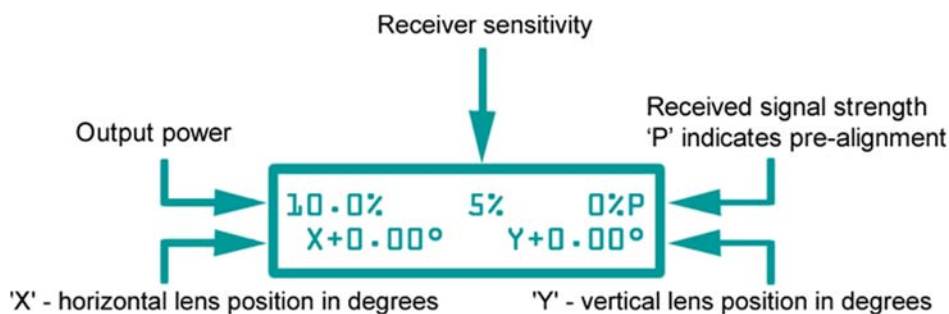 Receiver sensitivity
Output power
Received signal strength
‘P’ indicates pre-alignment
10.0% 5% 0%P
X+0.00° Y+0.00°
'X' - horizontal lens position in degrees
'Y' - vertical lens position in degrees